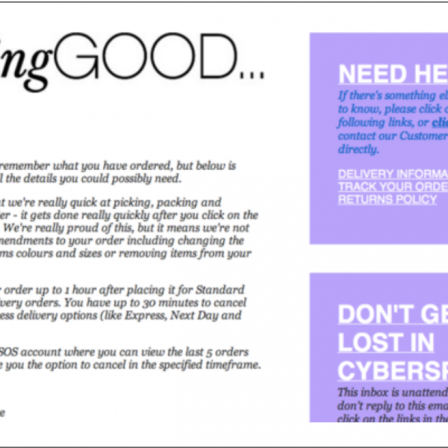 ng GOOD...
remember what you have ordered, but below is
l the details you could possibly need.
t we're really quick at picking, packing and
er - it gets done really quickly after you click on the
We're really proud of this, but it means we're not
mendments to your order including changing the
ms colours and sizes or removing items from your
order up to 1 hour after placing it for Standard
very orders. You have up to 30 minutes to cancel
ess delivery options (like Express, Next Day and
SOS account where you can view the last 5 orders
e you the option to cancel in the specified timeframe.
e
NEED HE
If there's something el
to know, please click
following links, or cli
contact our Customer
directly.
DELIVERY INFORMA
TRACK YOUR ORDE
RETURNS POLICY
DON'T GE
LOST IN
CYBERSP
This inbox is unattend
don't reply to this ema
click on the links in the